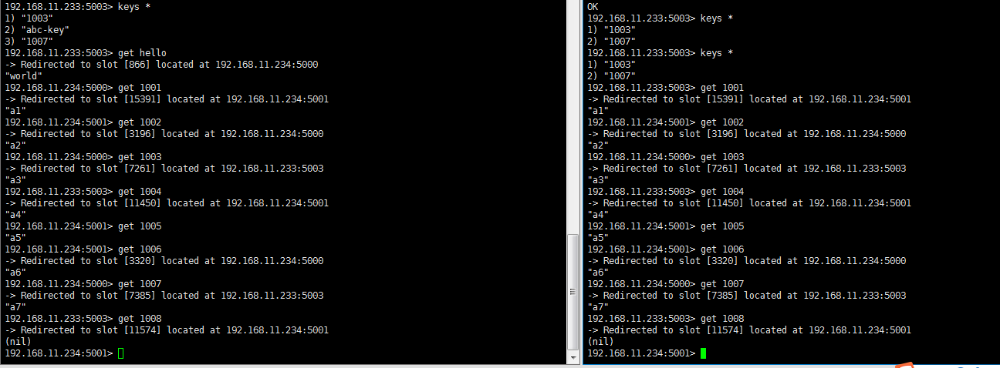 192.168.11.233:5003> keys *
1) "1003"
2) "abc-key"
3) "1007"
192.168.11.233:5003> get hello
-> Redirected to slot [866] located at 192.168.11.234:5000
"world"
192.168.11.234:5000> get 1001
-> Redirected to slot [15391] located at 192.168.11.234:5001
"a1"
192.168.11.234:5001> get 1002
-> Redirected to slot [3196] located at 192.168.11.234:5000
"a2"
192.168.11.234:5000> get 1003
-> Redirected to slot [7261] located at 192.168.11.233:5003
"a3"
192.168.11.233:5003> get 1004
-> Redirected to slot [11450] located at 192.168.11.234:5001
"a4"
192.168.11.234:5001> get 1005
"a5"
192.168.11.234:5001> get 1006
-> Redirected to slot [3320] located at 192.168.11.234:5000
"a6"
192.168.11.234:5000> get 1007
-> Redirected to slot [7385] located at 192.168.11.233:5003
"a7"
192.168.11.233:5003> get 1008
-> Redirected to slot [11574] located at 192.168.11.234:5001
(nil)
192.168.11.234:5001>
OK
192.168.11.233:5003> keys *
1) "1003"
2) "1007"
192.168.11.233:5003> keys *
1) "1003"
2) "1007"
192.168.11.233:5003> get 1001
-> Redirected to slot [15391] located at 192.168.11.234:5001
"a1"
192.168.11.234:5001> get 1002
-> Redirected to slot [3196] located at 192.168.11.234:5000
"a2"
192.168.11.234:5000> get 1003
-> Redirected to slot [7261] located at 192.168.11.233:5003
"a3"
192.168.11.233:5003> get 1004
-> Redirected to slot [11450] located at 192.168.11.234:5001
"a4"
192.168.11.234:5001> get 1005
"a5"
192.168.11.234:5001> get 1006
-> Redirected to slot [3320] located at 192.168.11.234:5000
"a6"
192.168.11.234:5000> get 1007
-> Redirected to slot [7385] located at 192.168.11.233:5003
"a7"
192.168.11.233:5003> get 1008
-> Redirected to slot [11574] located at 192.168.11.234:5001
(nil)
192.168.11.234:5001>